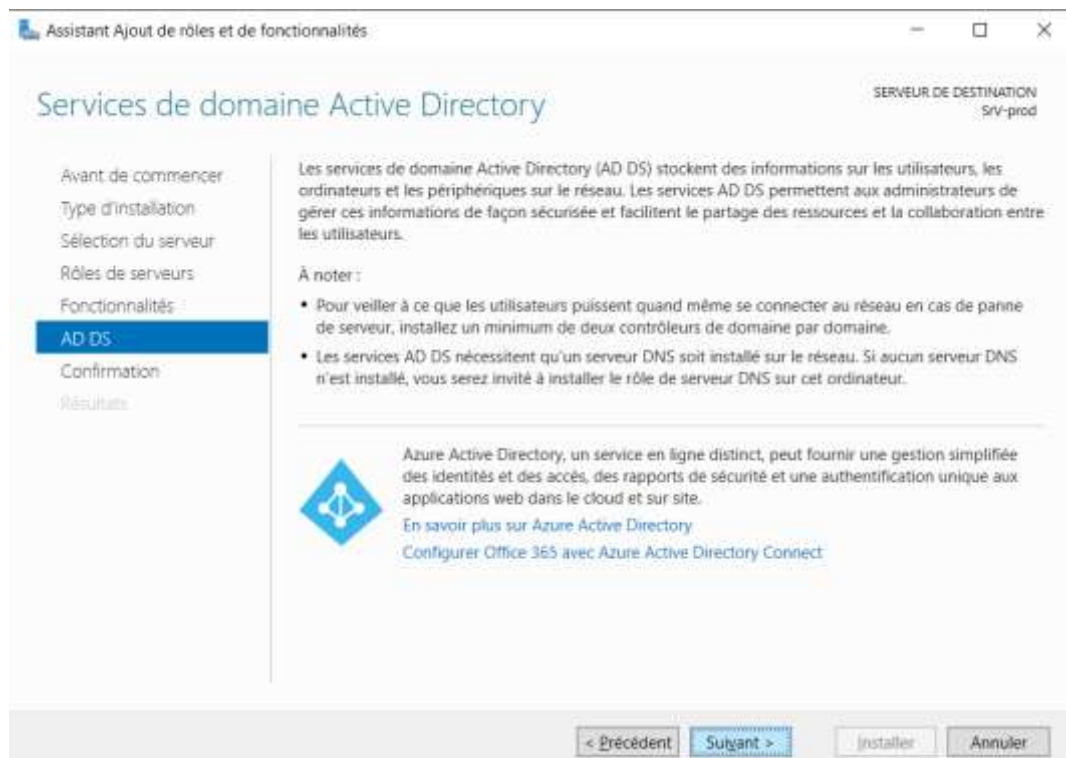 Assistant Ajout de rôles et de fonctionnalités
Services de domaine Active Directory
SERVEUR DE DESTINATION
SrV-prod
Avant de commencer
Type d'installation
Sélection du serveur
Rôles de serveurs
Fonctionnalités
AD DS
Confirmation
Résultats
Les services de domaine Active Directory (AD DS) stockent des informations sur les utilisateurs, les
ordinateurs et les périphériques sur le réseau. Les services AD DS permettent aux administrateurs de
gérer ces informations de façon sécurisée et facilitent le partage des ressources et la collaboration entre
les utilisateurs.
À noter :
• Pour veiller à ce que les utilisateurs puissent quand même se connecter au réseau en cas de panne
de serveur, installez un minimum de deux contrôleurs de domaine par domaine.
• Les services AD DS nécessitent qu'un serveur DNS soit installé sur le réseau. Si aucun serveur DNS
n'est installé, vous serez invité à installer le rôle de serveur DNS sur cet ordinateur.
Azure Active Directory, un service en ligne distinct, peut fournir une gestion simplifiée
des identités et des accès, des rapports de sécurité et une authentification unique aux
applications web dans le cloud et sur site.
En savoir plus sur Azure Active Directory
Configurer Office 365 avec Azure Active Directory Connect
< Précédent
Suivant >
Installer
Annuler